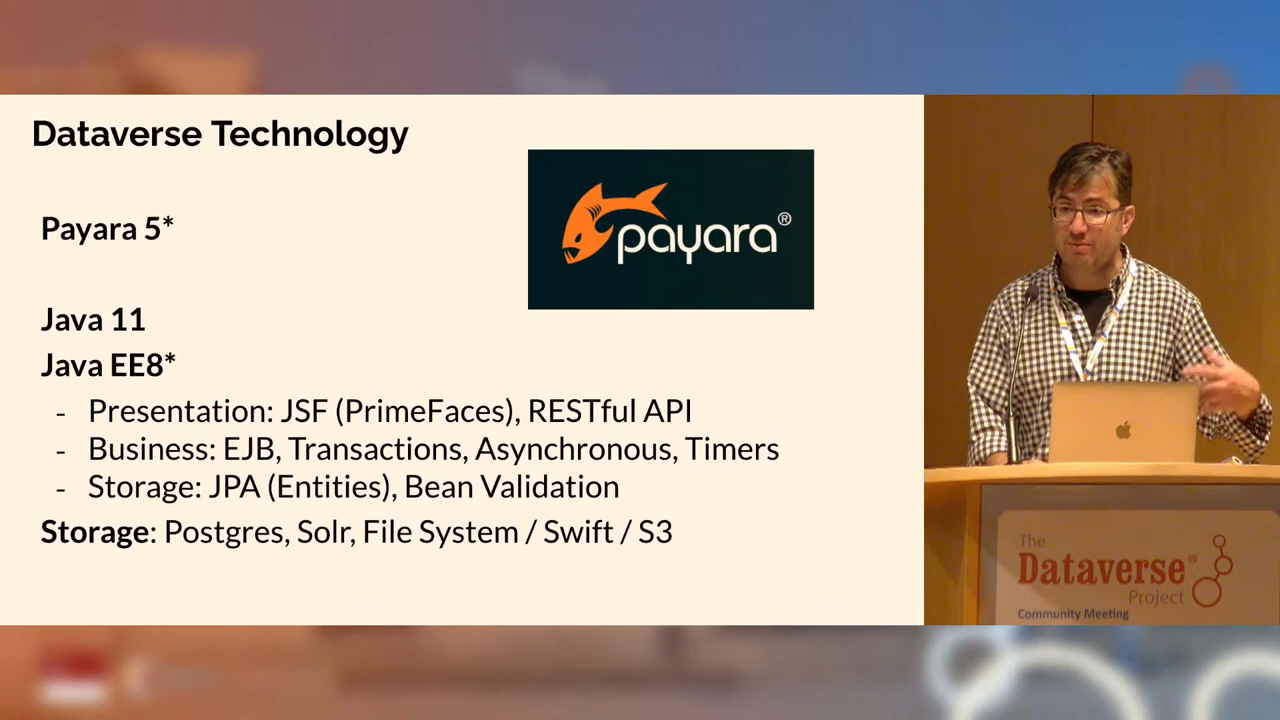 Dataverse Technology
payara®
Payara 5*
Java 11
Java EE8*
- Presentation: JSF (PrimeFaces), RESTful API
- Business: EJB, Transactions, Asynchronous, Timers
- Storage: JPA (Entities), Bean Validation
Storage: Postgres, Solr, File System / Swift / S3
The
Dataverse®
Project
Community Meeting